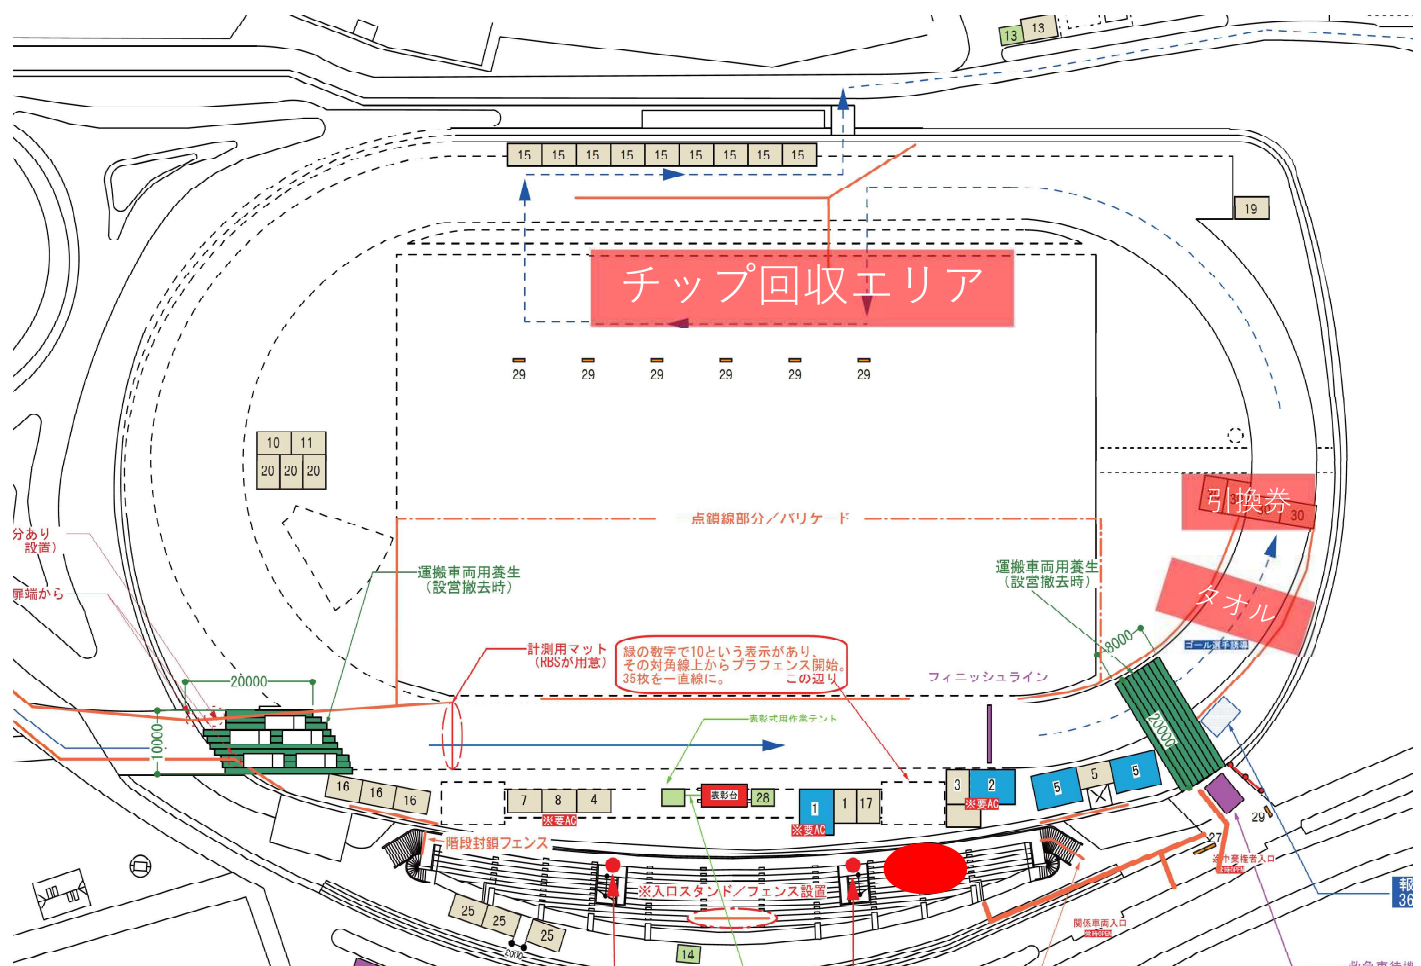 13
13
15 15 15 15 15 15 15 15 15
19
チップ回収エリア
29 29 29 29 29 29
10 11
20 20 20
引換券
30
点鎖線部分／バリケード
分あり
設置）
扉端から
運搬車両用養生
（設営撤去時）
運搬車両用養生
（設営撤去時）
タオル
8000
ゴール選手誘導
計測用マット
（RBSが用意）
緑の数字で10という表示があり、
その対角線上からプラフェンス開始。
35枚を一直線に。 この辺り
フィニッシュライン
20000
10000
20000
表彰式用作業テント
16 16 16
7 8 4
※要AC
表彰台
28
1 1 17
※要AC
3 2
※要AC
5 5 5
29
27
途中棄権者入口
階段封鎖フェンス
※入口スタンド／フェンス設置
報
36
関係車両入口
25 25 25
2000
14